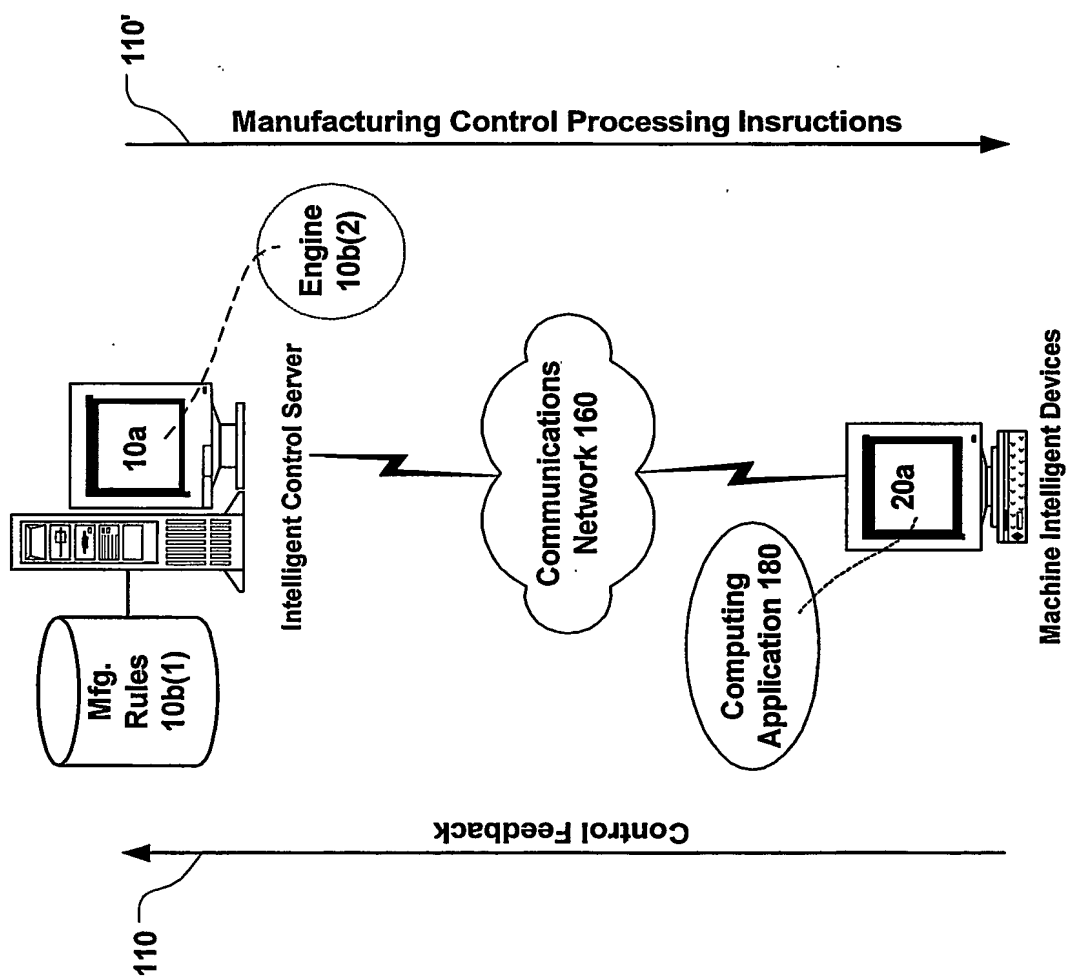 110'
Manufacturing Control Processing Insructions
Engine
10b(2)
10a
Intelligent Control Server
Mfg.
Rules
10b(1)
Communications
Network 160
Computing
Application 180
20a
Machine Intelligent Devices
Control Feedback
110